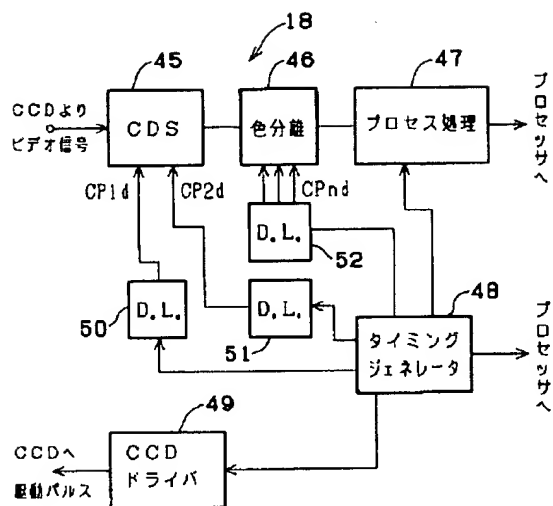 18
45
46
47
CCDより
ビデオ信号
CDS
色分離
プロセス処理
プロセッサへ
CP1d
CP2d
CPnd
D.L.
52
50
D.L.
D.L.
51
48
タイミング
ジェネレータ
プロセッサへ
49
CCDへ
駆動パルス
CCD
ドライバ